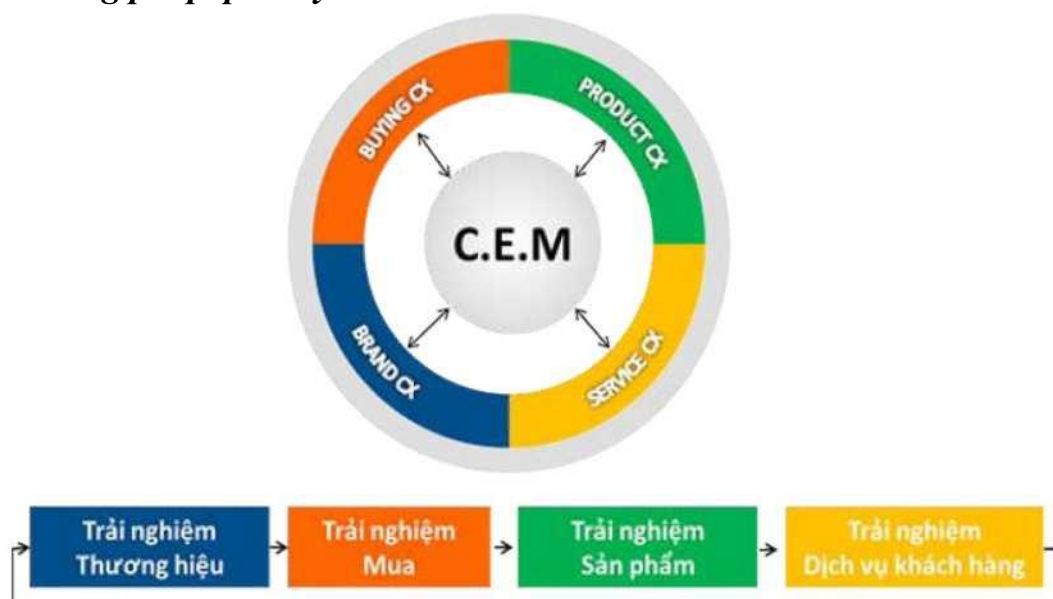 BUYING CX
PRODUCT CX
C.E.M
BRAND CX
SERVICE CX
Trải nghiệm
Thương hiệu
Trải nghiệm
Mua
Trải nghiệm
Sản phẩm
Trải nghiệm
Dịch vụ khách hàng